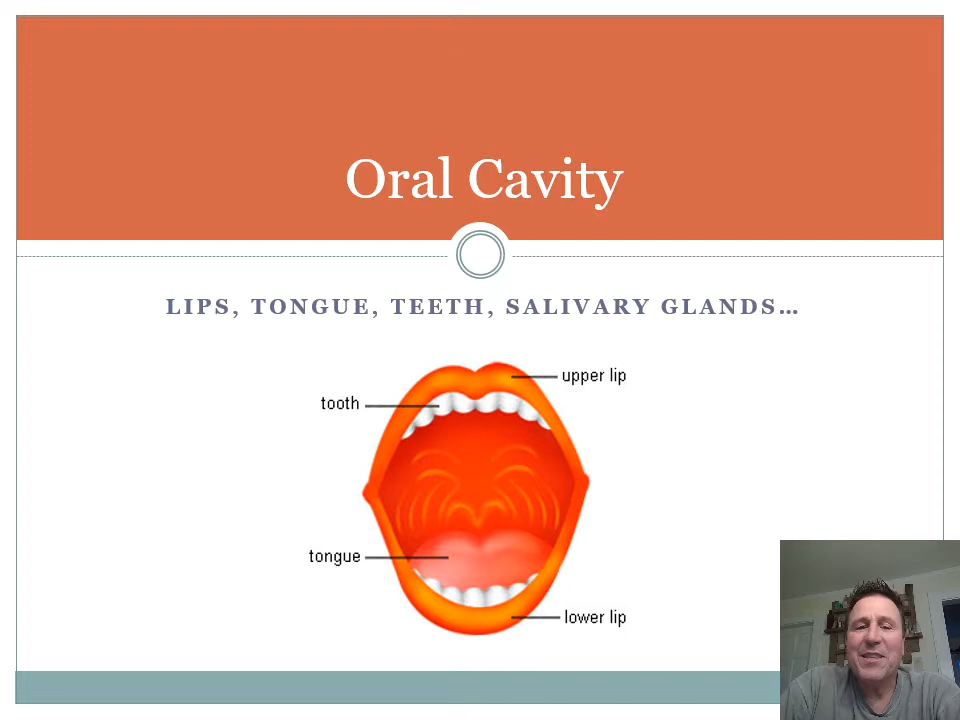 Oral Cavity
LIPS, TONGUE, TEETH, SALIVARY GLANDS…
upper lip
tooth
tongue
lower lip